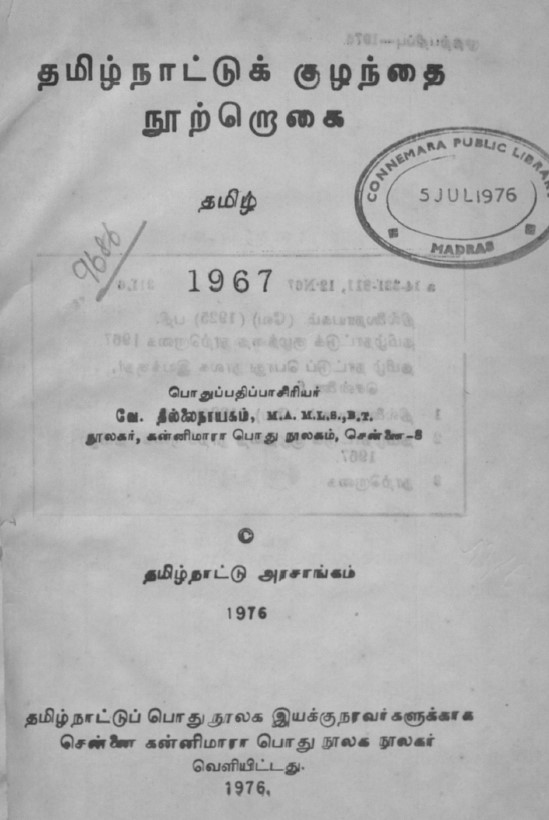 தமிழ்நாட்டுக் குழந்தை
நூற்றொகை
தமிழ்
CONNEMARA PUBLIC LIBRARY
5 JUL 1976
MADRAS
9686
1967
பொதுப்பதிப்பாசிரியர்
வே. தில்லைநாயகம், M.A. M.L.S.,B.T.
நூலகர், கன்னிமாரா பொது நூலகம், சென்னை-8
©
தமிழ்நாட்டு அரசாங்கம்
1976
தமிழ்நாட்டுப் பொது நூலக இயக்குநரவர்களுக்காக
சென்னை கன்னிமாரா பொது நூலக நூலகர்
வெளியிட்டது.
1976.